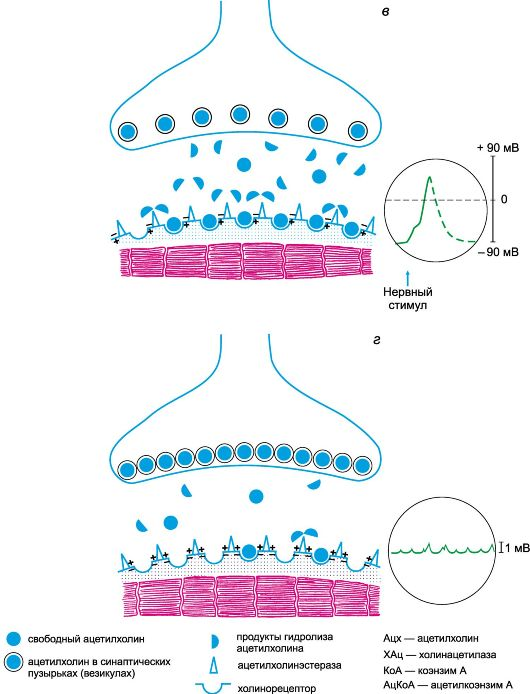 в
+ 90 мВ
0
– 90 мВ
Нервный
стимул
г
1 мВ
свободный ацетилхолин
ацетилхолин в синаптических
пузырьках (везикулах)
продукты гидролиза
ацетилхолина
ацетилхолинэстераза
холинорецептор
Ацх — ацетилхолин
ХАц — холинацетилаза
КоА — коэнзим А
АцКоА — ацетилкоэнзим А